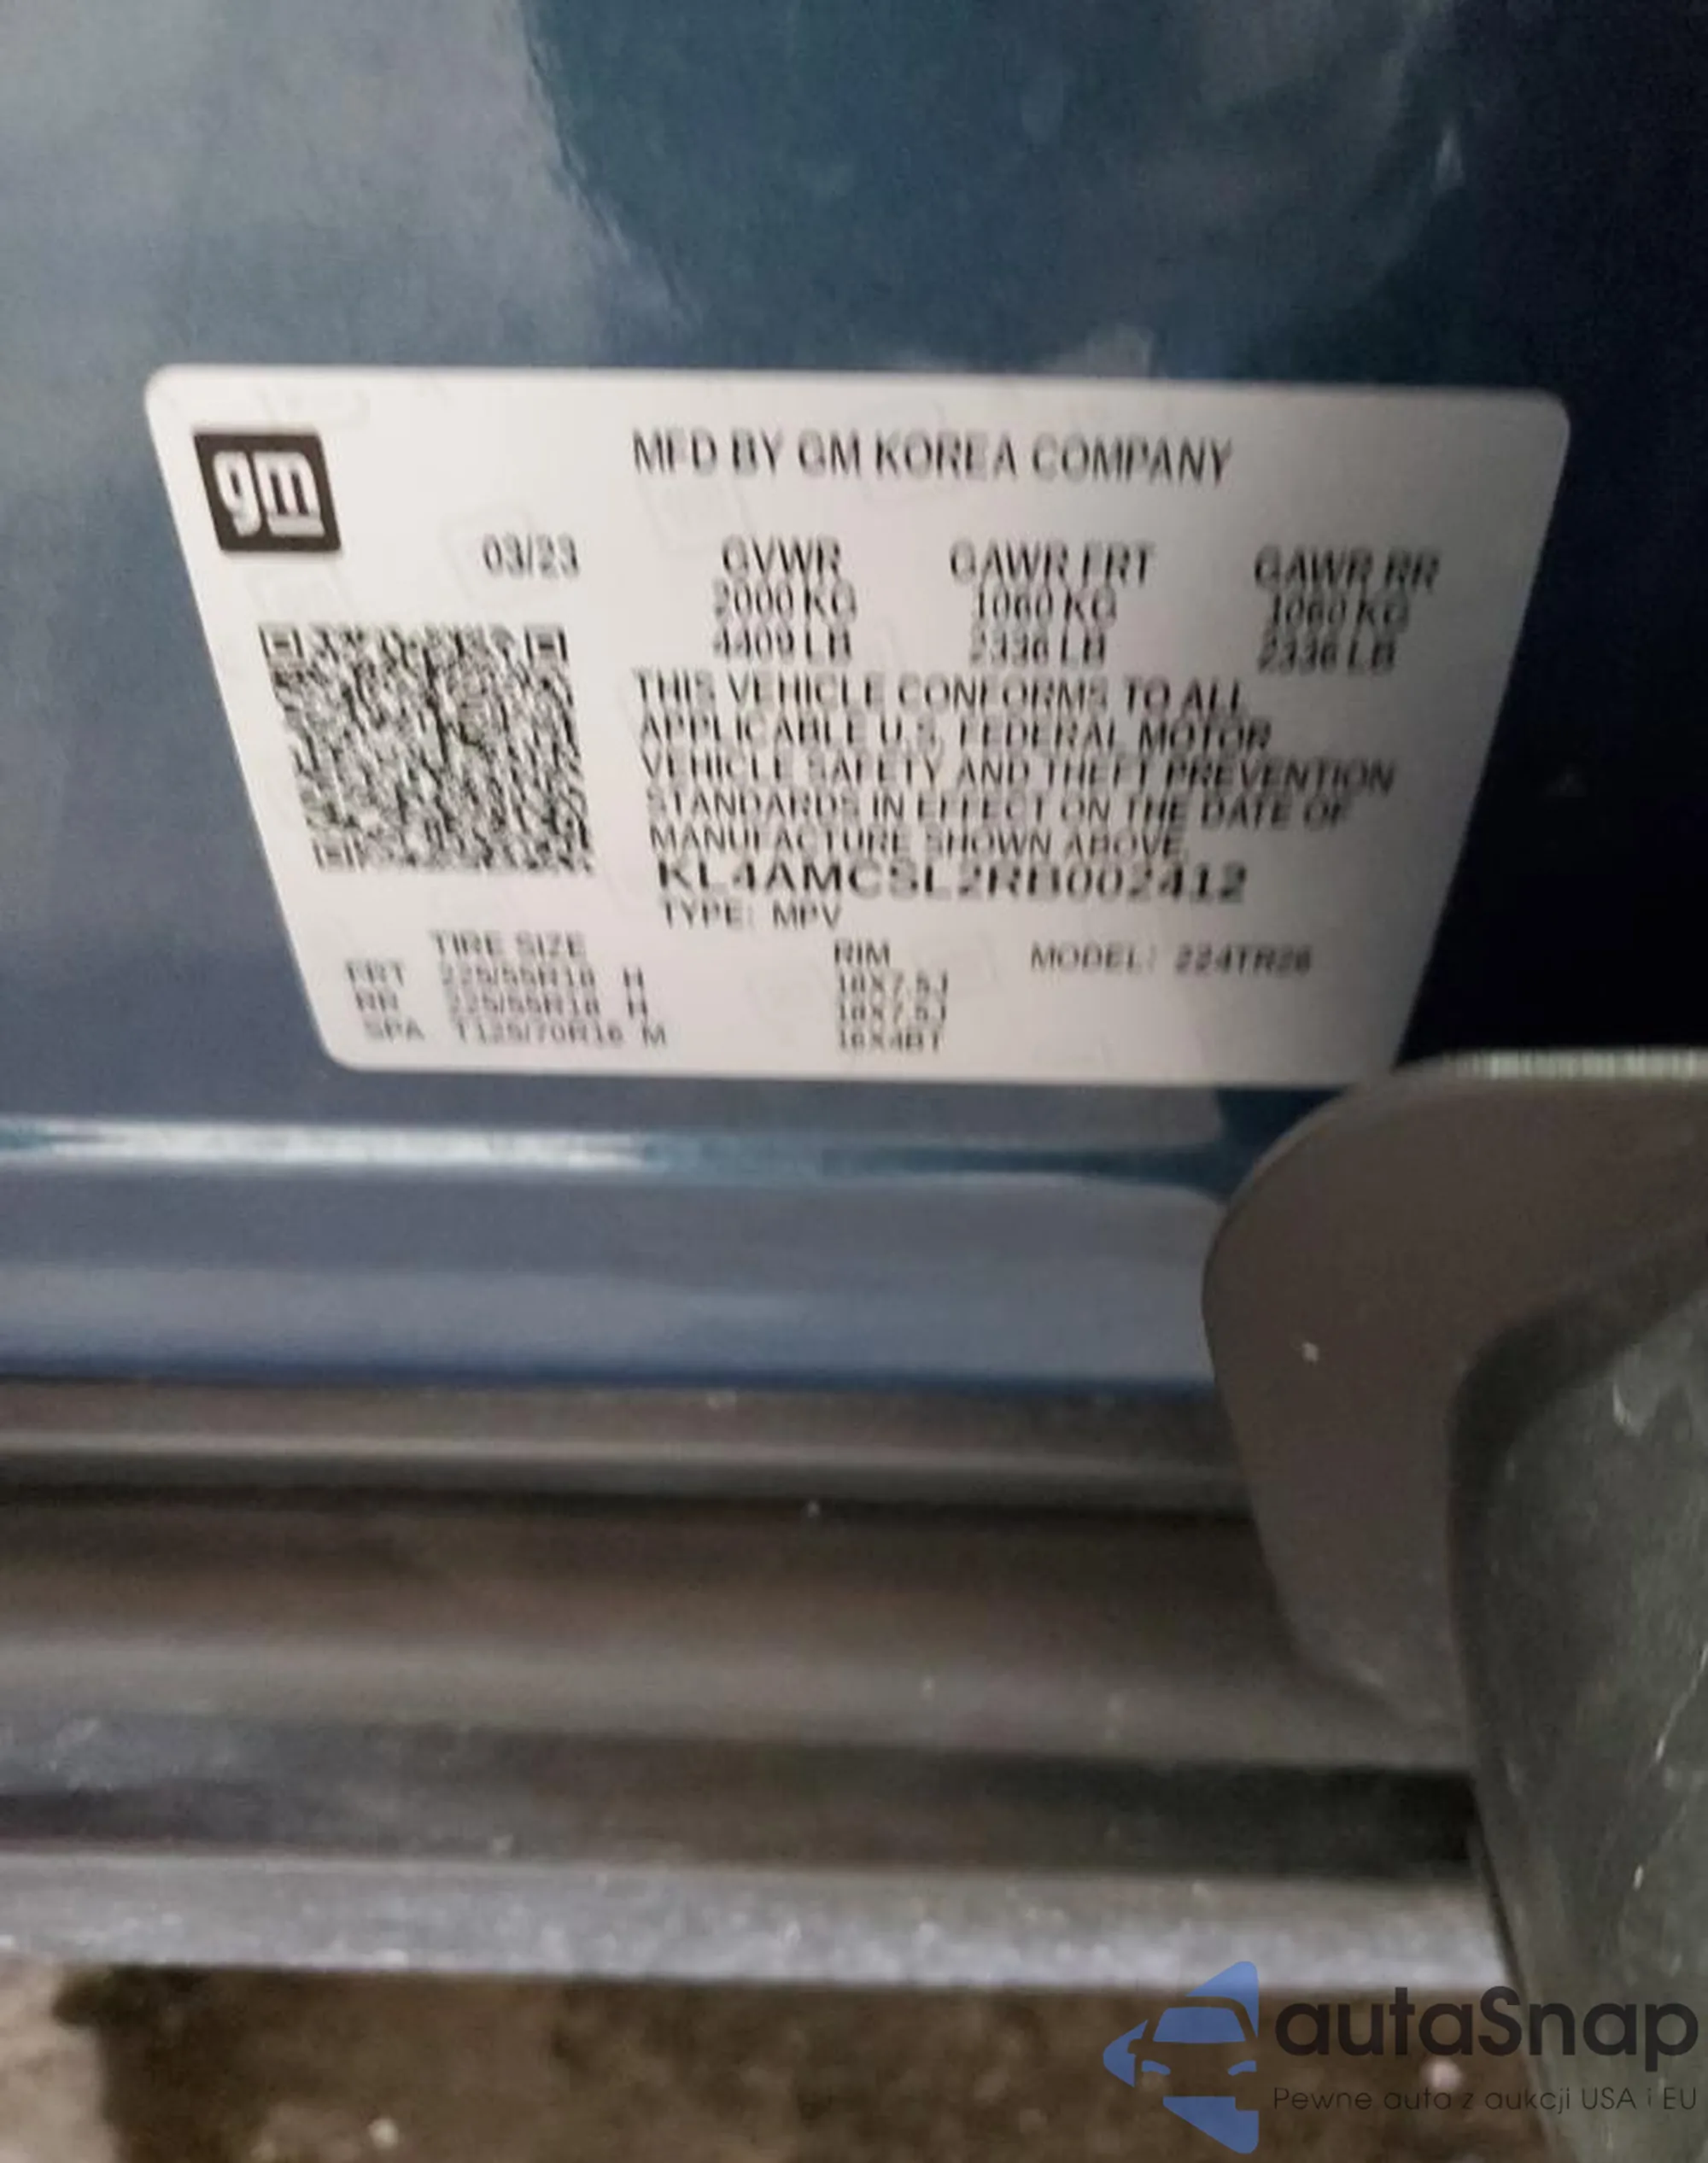 gm
MFD BY GM KOREA COMPANY
03/23 GVWR GAWR FRT GAWR RR
2000 KG 1060 KG 1060 KG
4409 LB 2336 LB 2336 LB
THIS VEHICLE CONFORMS TO ALL
APPLICABLE U.S. FEDERAL MOTOR
VEHICLE SAFETY AND THEFT PREVENTION
STANDARDS IN EFFECT ON THE DATE OF
MANUFACTURE SHOWN ABOVE.
KL4AMCSL2RB002412
TYPE: MPV
TIRE SIZE RIM MODEL: 224TR26
FRT 225/55R18 H 18X7.5J
RR 225/55R18 H 18X7.5J
SPA T125/70R16 M 16X4BT
autaSnap
Pewne auta z aukcji USA i EU